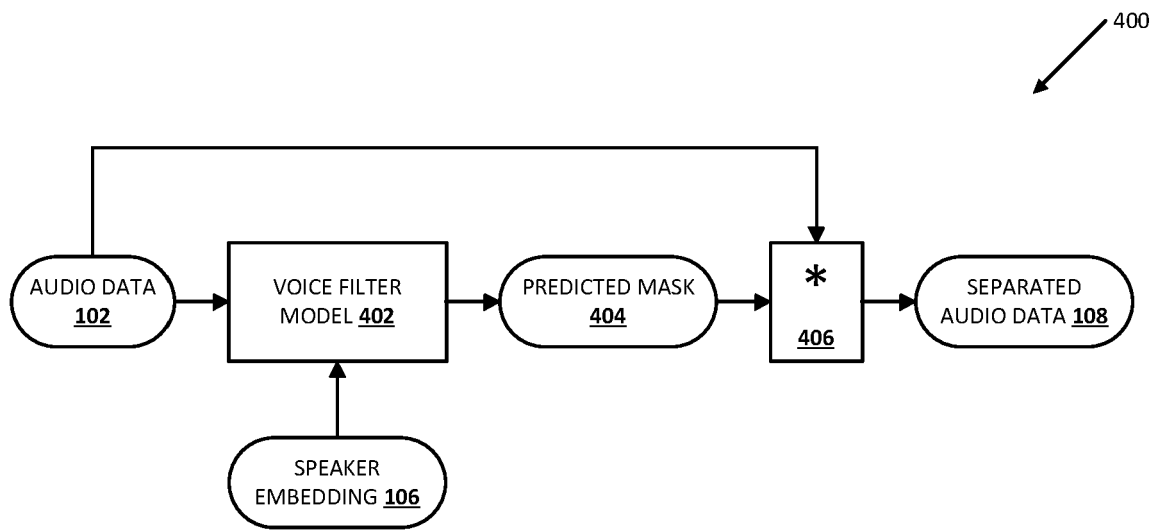 400
AUDIO DATA
102
VOICE FILTER
MODEL 402
PREDICTED MASK
404
*
406
SEPARATED
AUDIO DATA 108
SPEAKER
EMBEDDING 106